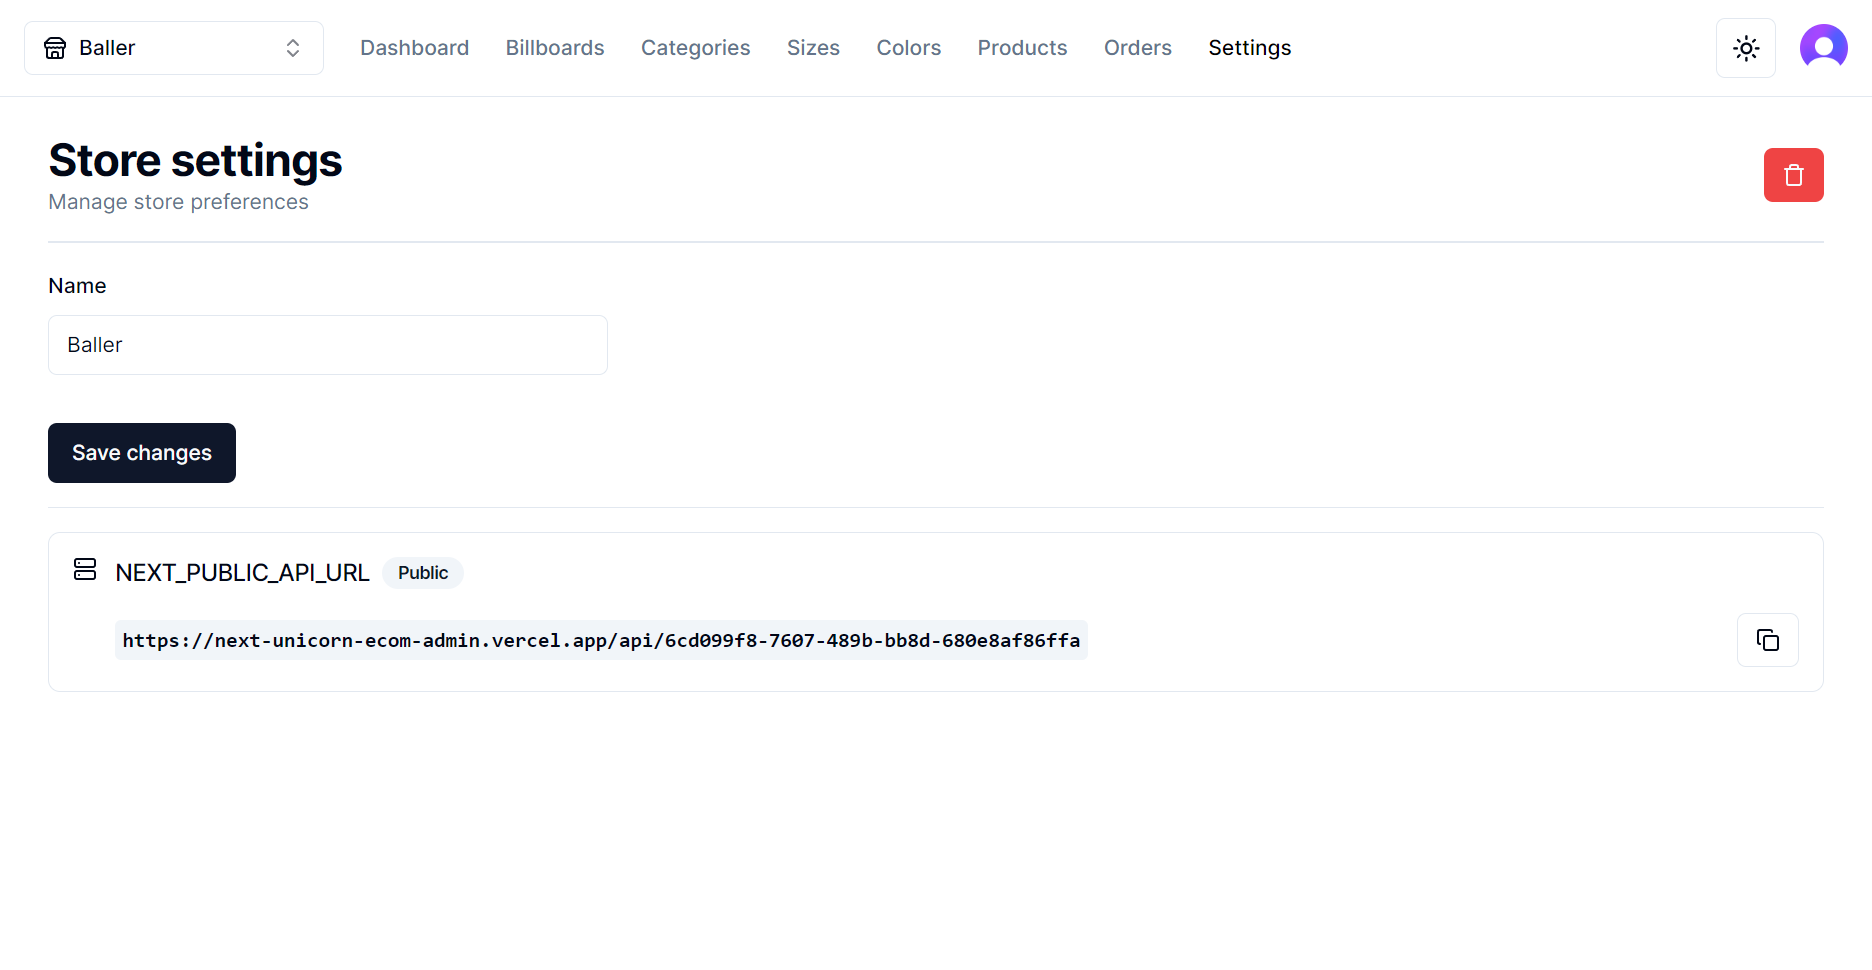 Baller Dashboard Billboards Categories Sizes Colors Products Orders Settings
Store settings
Manage store preferences
Name
Baller
Save changes
NEXT_PUBLIC_API_URL Public
https://next-unicorn-ecom-admin.vercel.app/api/6cd099f8-7607-489b-bb8d-680e8af86ffa